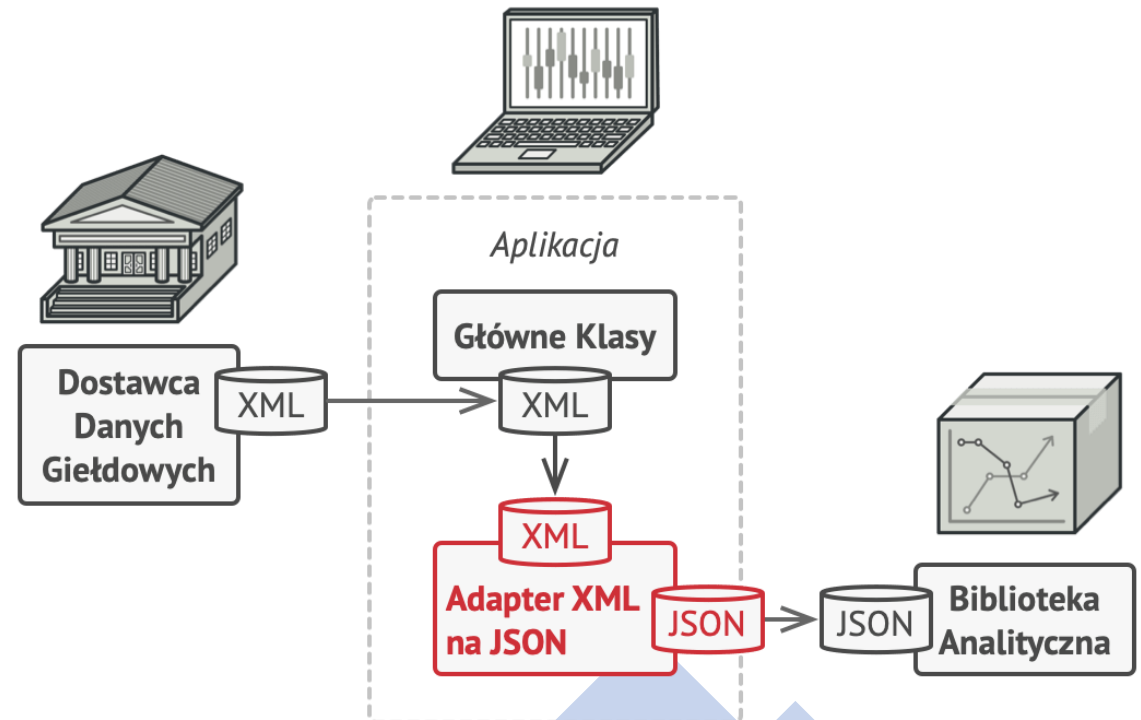 Aplikacja
Główne Klasy
XML
Dostawca
Danych
Giełdowych
XML
XML
Adapter XML
na JSON
JSON
JSON
Biblioteka
Analityczna